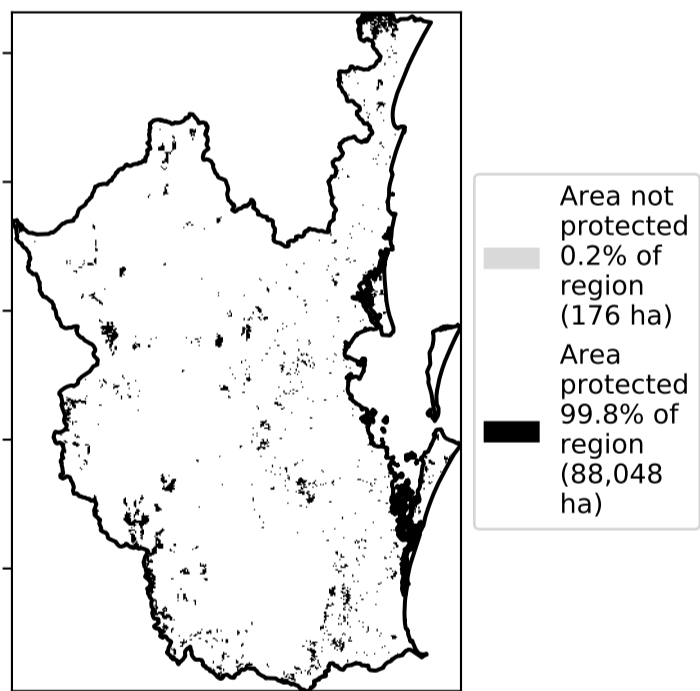 Area not
protected
0.2% of
region
(176 ha)
Area
protected
99.8% of
region
(88,048
ha)